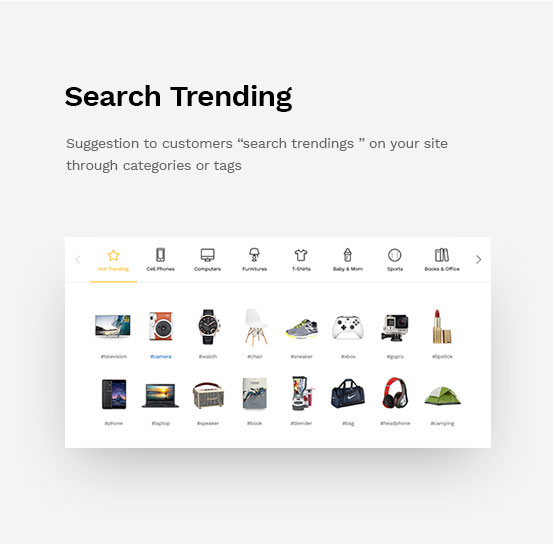 Search Trending
Suggestion to customers “search trendings ” on your site
through categories or tags
Hot Trending Cell Phones Computers Furnitures T-Shirts Baby & Mom Sports Books & Office
#television #camera #watch #chair #sneaker #xbox #gopro #lipstick
#phone #laptop #speaker #book #blender #bag #headphone #camping